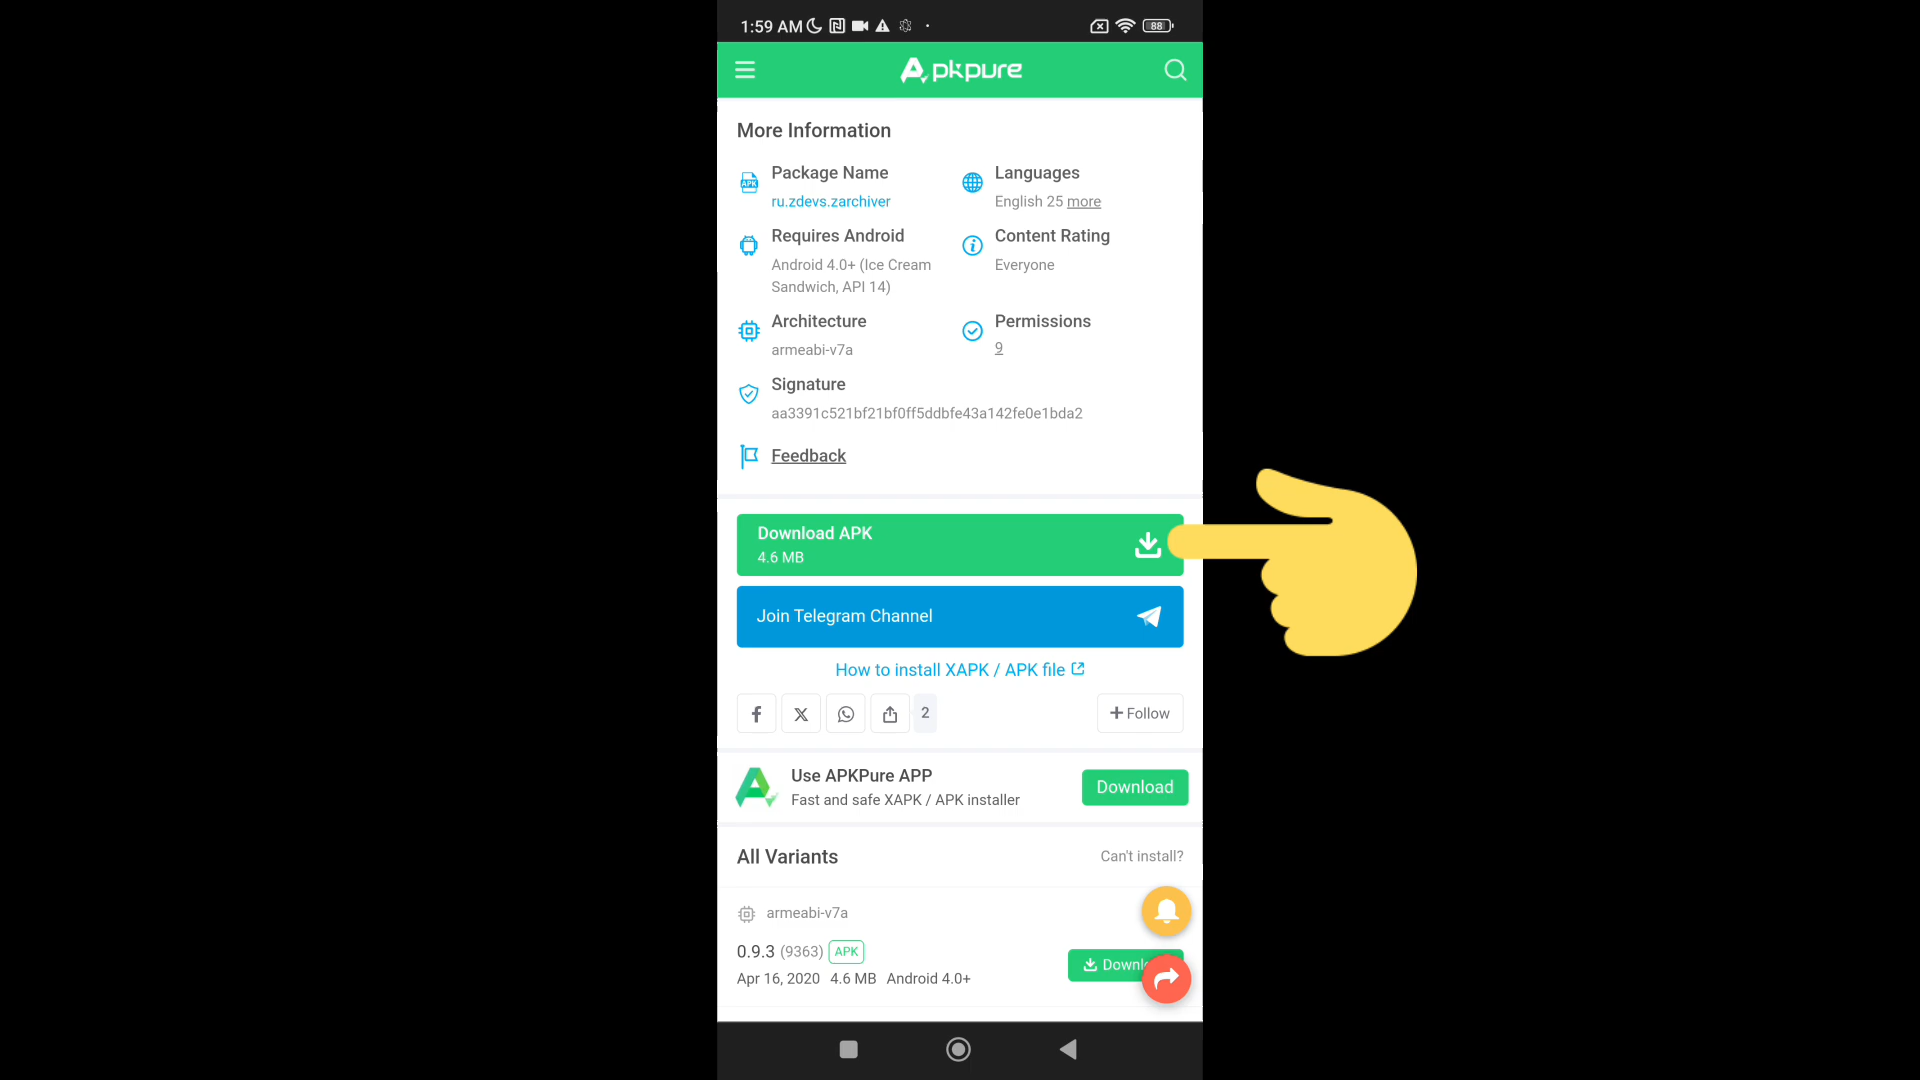 1:59 AM
88
Apkpure
More Information
Package Name
ru.zdevs.zarchiver
Languages
English 25 more
Requires Android
Android 4.0+ (Ice Cream
Sandwich, API 14)
Content Rating
Everyone
Architecture
armeabi-v7a
Permissions
9
Signature
aa3391c521bf21bf0ff5ddbfe43a142fe0e1bda2
Feedback
Download APK
4.6 MB
Join Telegram Channel
How to install XAPK / APK file
2
+ Follow
Use APKPure APP
Fast and safe XAPK / APK installer
Download
All Variants
Can't install?
armeabi-v7a
0.9.3 (9363) APK
Apr 16, 2020 4.6 MB Android 4.0+